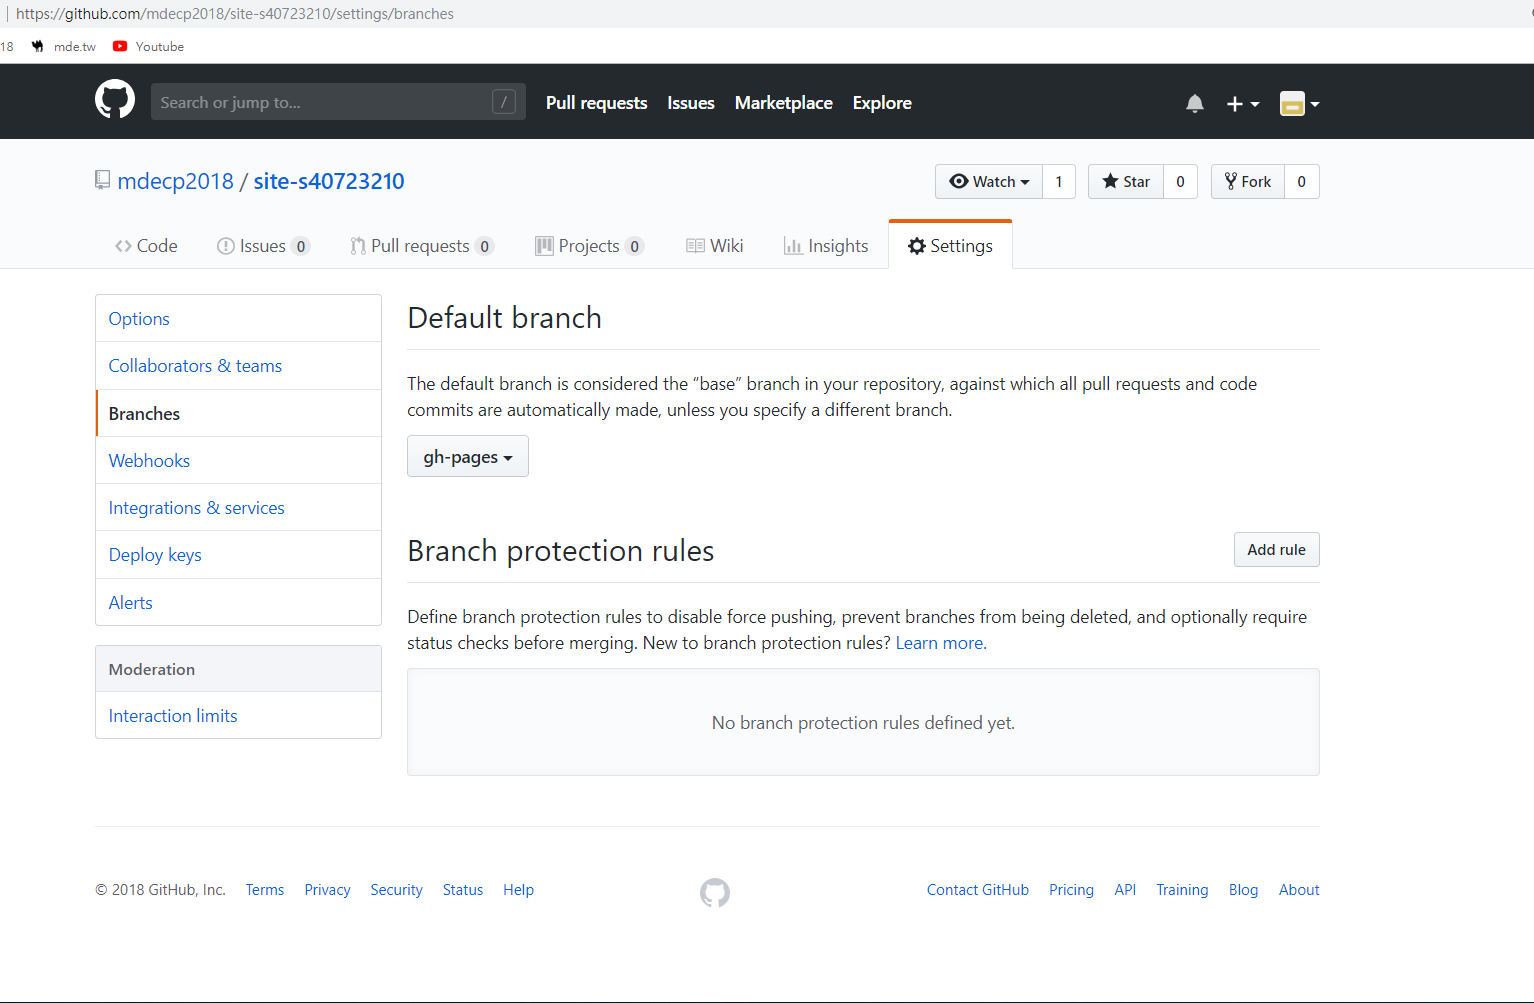 https://github.com/mdecp2018/site-s40723210/settings/branches
18 mde.tw Youtube
Search or jump to... / Pull requests Issues Marketplace Explore
mdecp2018 / site-s40723210 Watch 1 Star 0 Fork 0
Code Issues 0 Pull requests 0 Projects 0 Wiki Insights Settings
Options
Collaborators & teams
Branches
Webhooks
Integrations & services
Deploy keys
Alerts
Moderation
Interaction limits
Default branch
The default branch is considered the “base” branch in your repository, against which all pull requests and code
commits are automatically made, unless you specify a different branch.
gh-pages
Branch protection rules Add rule
Define branch protection rules to disable force pushing, prevent branches from being deleted, and optionally require
status checks before merging. New to branch protection rules? Learn more.
No branch protection rules defined yet.
© 2018 GitHub, Inc. Terms Privacy Security Status Help Contact GitHub Pricing API Training Blog About